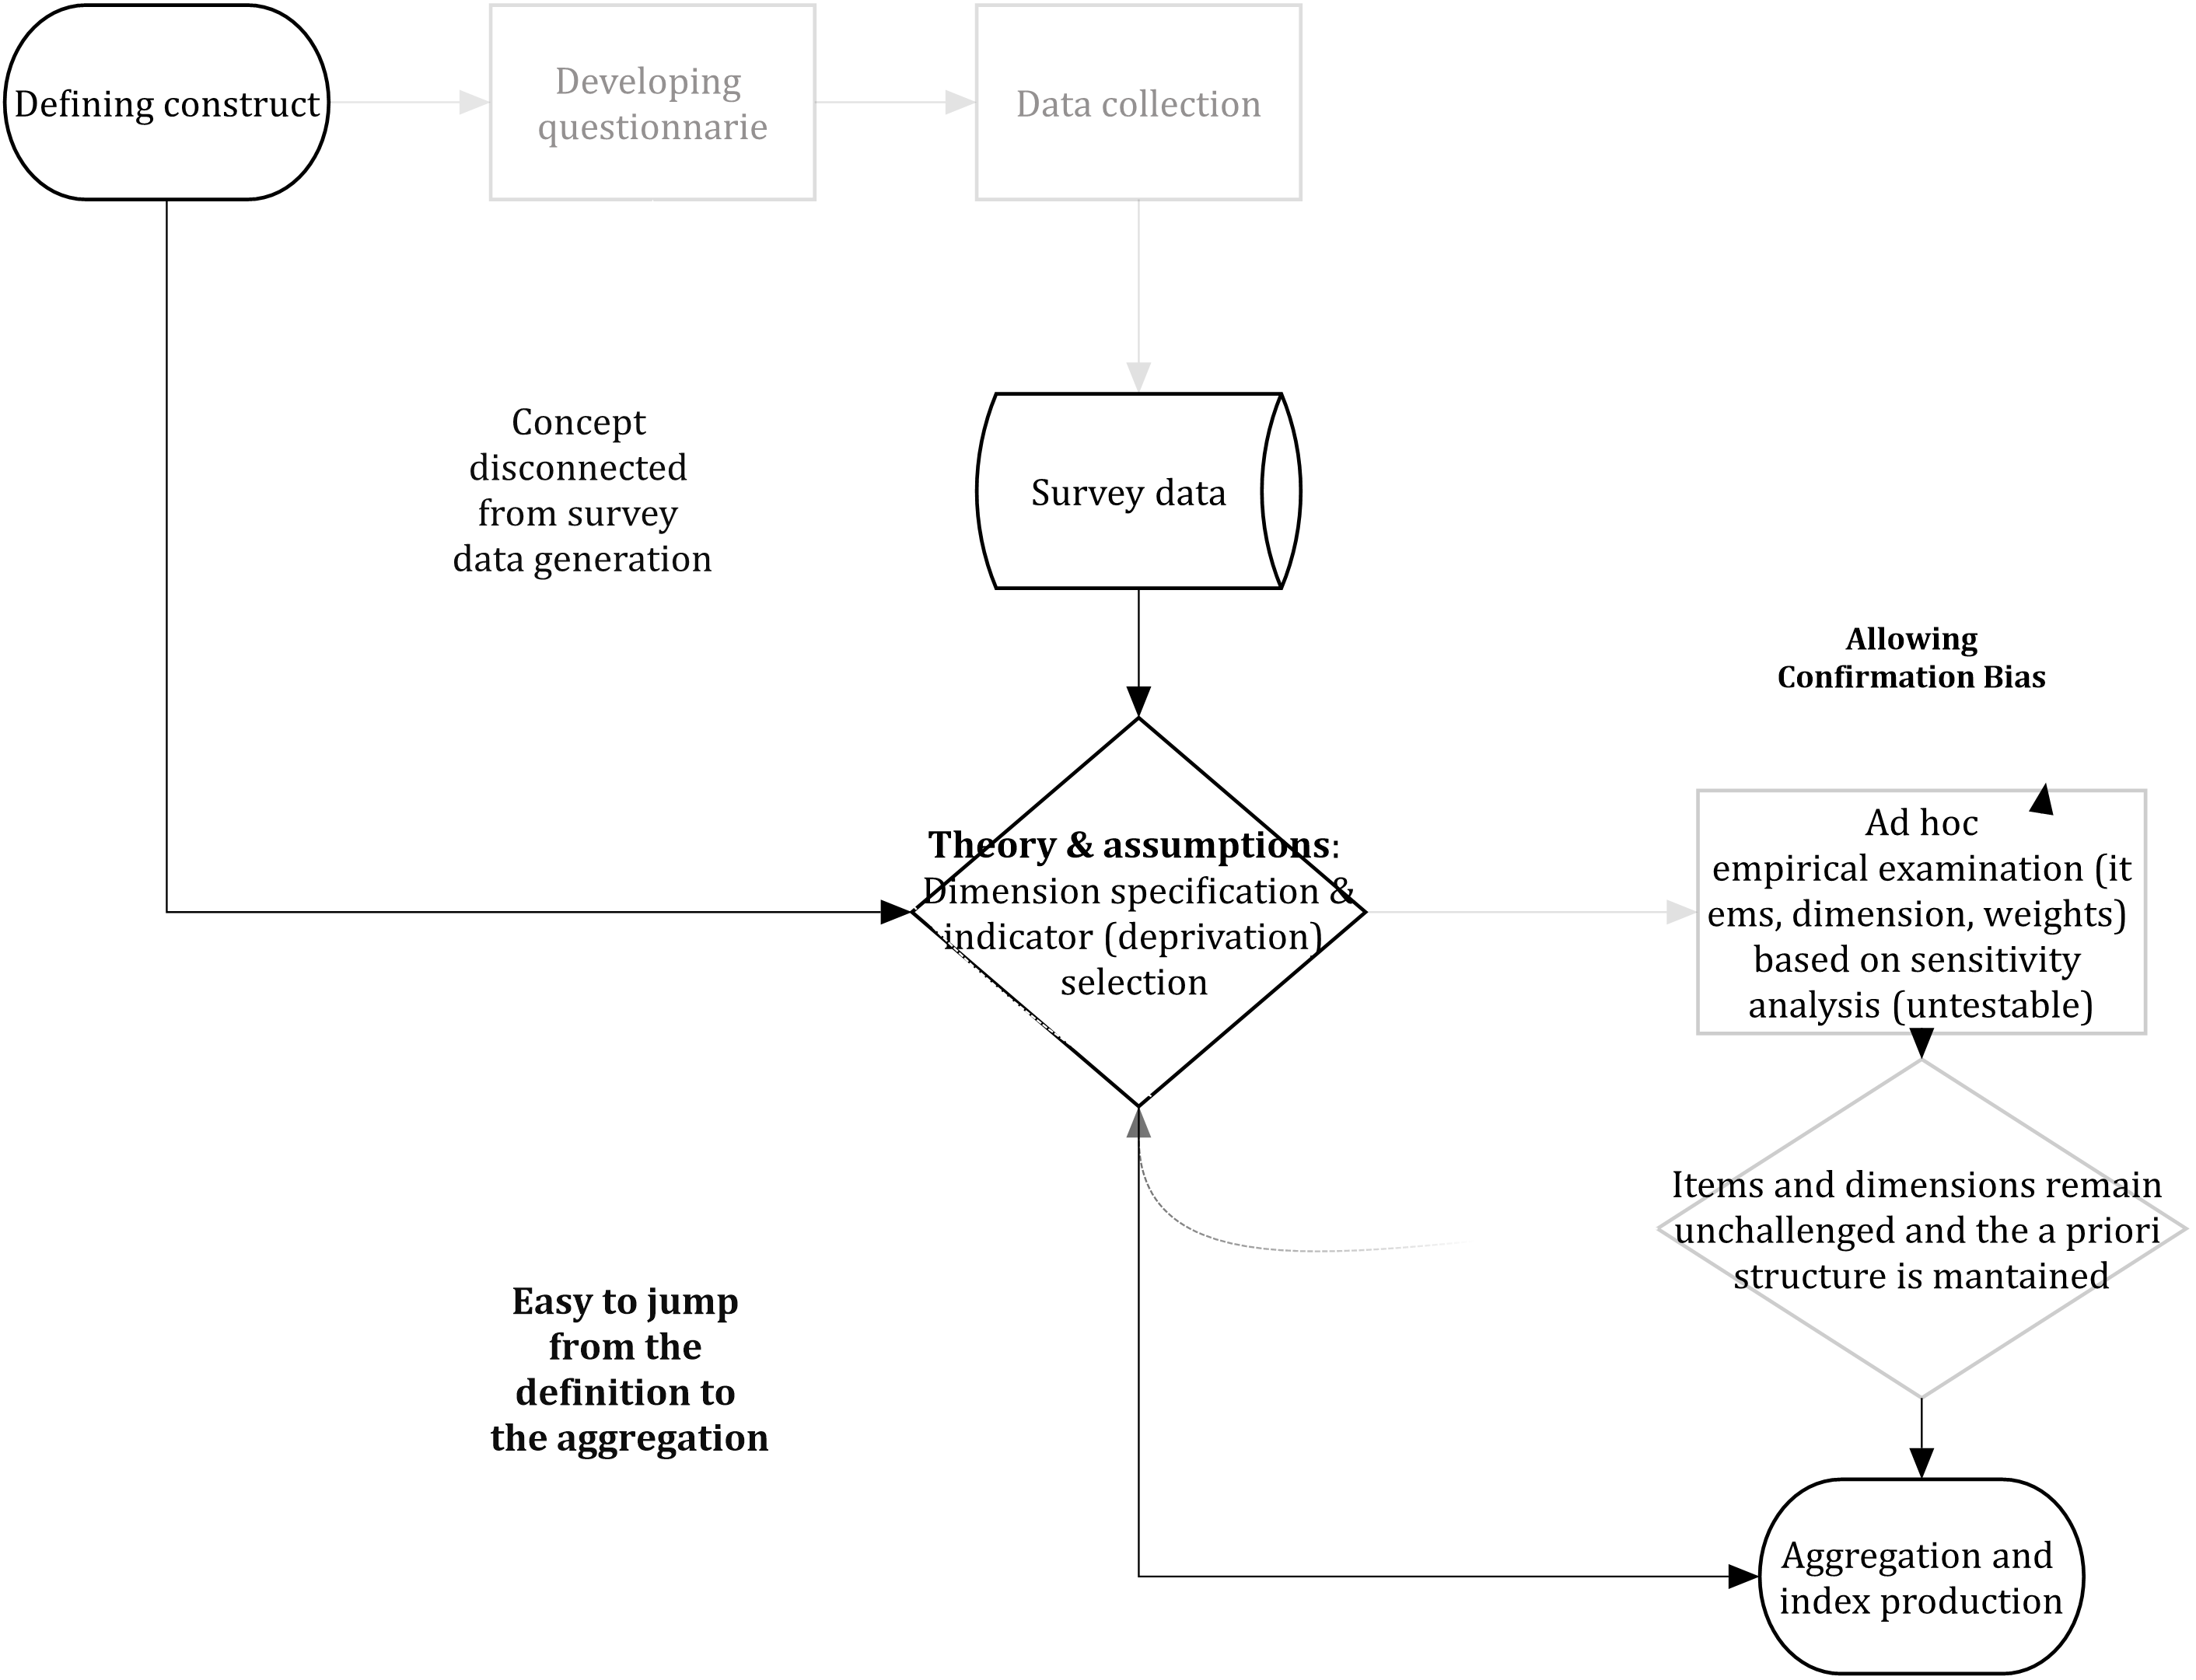 Defining construct
Developing
questionnarie
Data collection
Concept
disconnected
from survey
data generation
Survey data
Allowing
Confirmation Bias
Theory & assumptions:
Dimension specification &
indicator (deprivation)
selection
Ad hoc
empirical examination (it
ems, dimension, weights)
based on sensitivity
analysis (untestable)
Items and dimensions remain
unchallenged and the a priori
structure is mantained
Easy to jump
from the
definition to
the aggregation
Aggregation and
index production